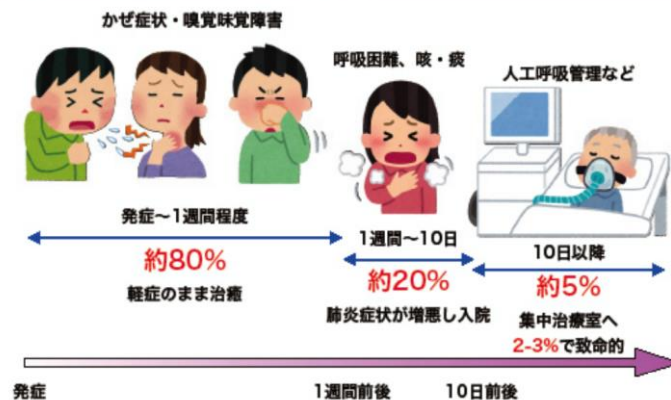 かぜ症状・嗅覚味覚障害
呼吸困難、咳・痰
人工呼吸管理など
発症～1週間程度
約80%
軽症のまま治癒
1週間～10日
約20%
肺炎症状が増悪し入院
10日以降
約5%
集中治療室へ
2-3%で致命的
発症
1週間前後
10日前後